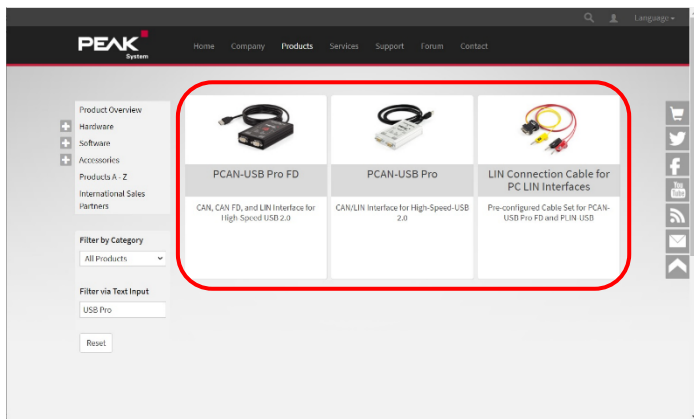 Language
PEAK
System
Home Company Products Services Support Forum Contact
Product Overview
Hardware
Software
Accessories
Products A - Z
International Sales
Partners
Filter by Category
All Products
Filter via Text Input
USB Pro
Reset
PCAN-USB Pro FD
CAN, CAN FD, and LIN Interface for
High-Speed USB 2.0
PCAN-USB Pro
CAN/LIN Interface for High-Speed-USB
2.0
LIN Connection Cable for
PC LIN Interfaces
Pre-configured Cable Set for PCAN-
USB Pro FD and PLIN-USB
You
Tube